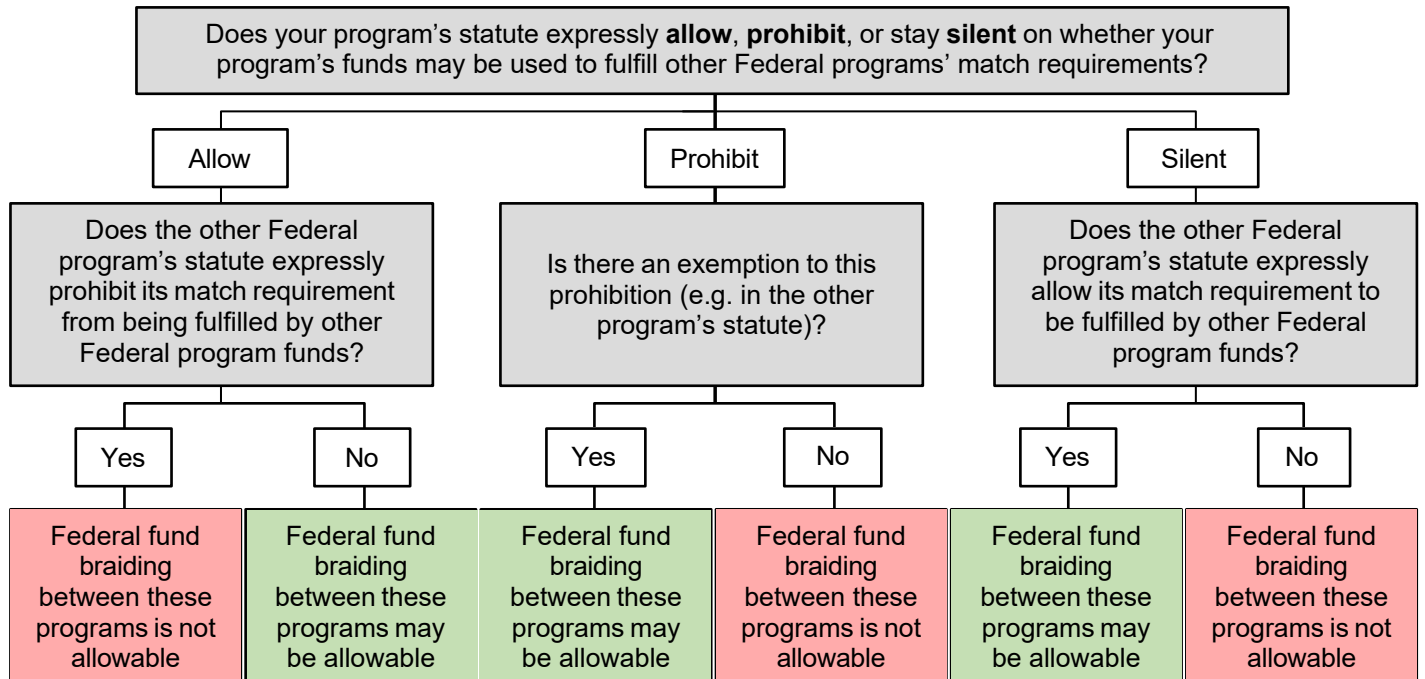 Does your program’s statute expressly allow, prohibit, or stay silent on whether your
program’s funds may be used to fulfill other Federal programs’ match requirements?
Allow
Prohibit
Silent
Does the other Federal
program’s statute expressly
prohibit its match requirement
from being fulfilled by other
Federal program funds?
Is there an exemption to this
prohibition (e.g. in the other
program’s statute)?
Does the other Federal
program’s statute expressly
allow its match requirement to
be fulfilled by other Federal
program funds?
Yes
No
Yes
No
Yes
No
Federal fund
braiding
between these
programs is not
allowable
Federal fund
braiding
between these
programs may
be allowable
Federal fund
braiding
between these
programs may
be allowable
Federal fund
braiding
between these
programs is not
allowable
Federal fund
braiding
between these
programs may
be allowable
Federal fund
braiding
between these
programs is not
allowable